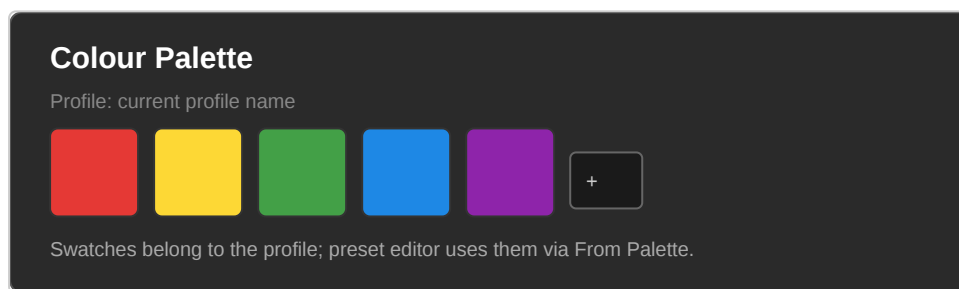 Colour Palette
Profile: current profile name
+
Swatches belong to the profile; preset editor uses them via From Palette.